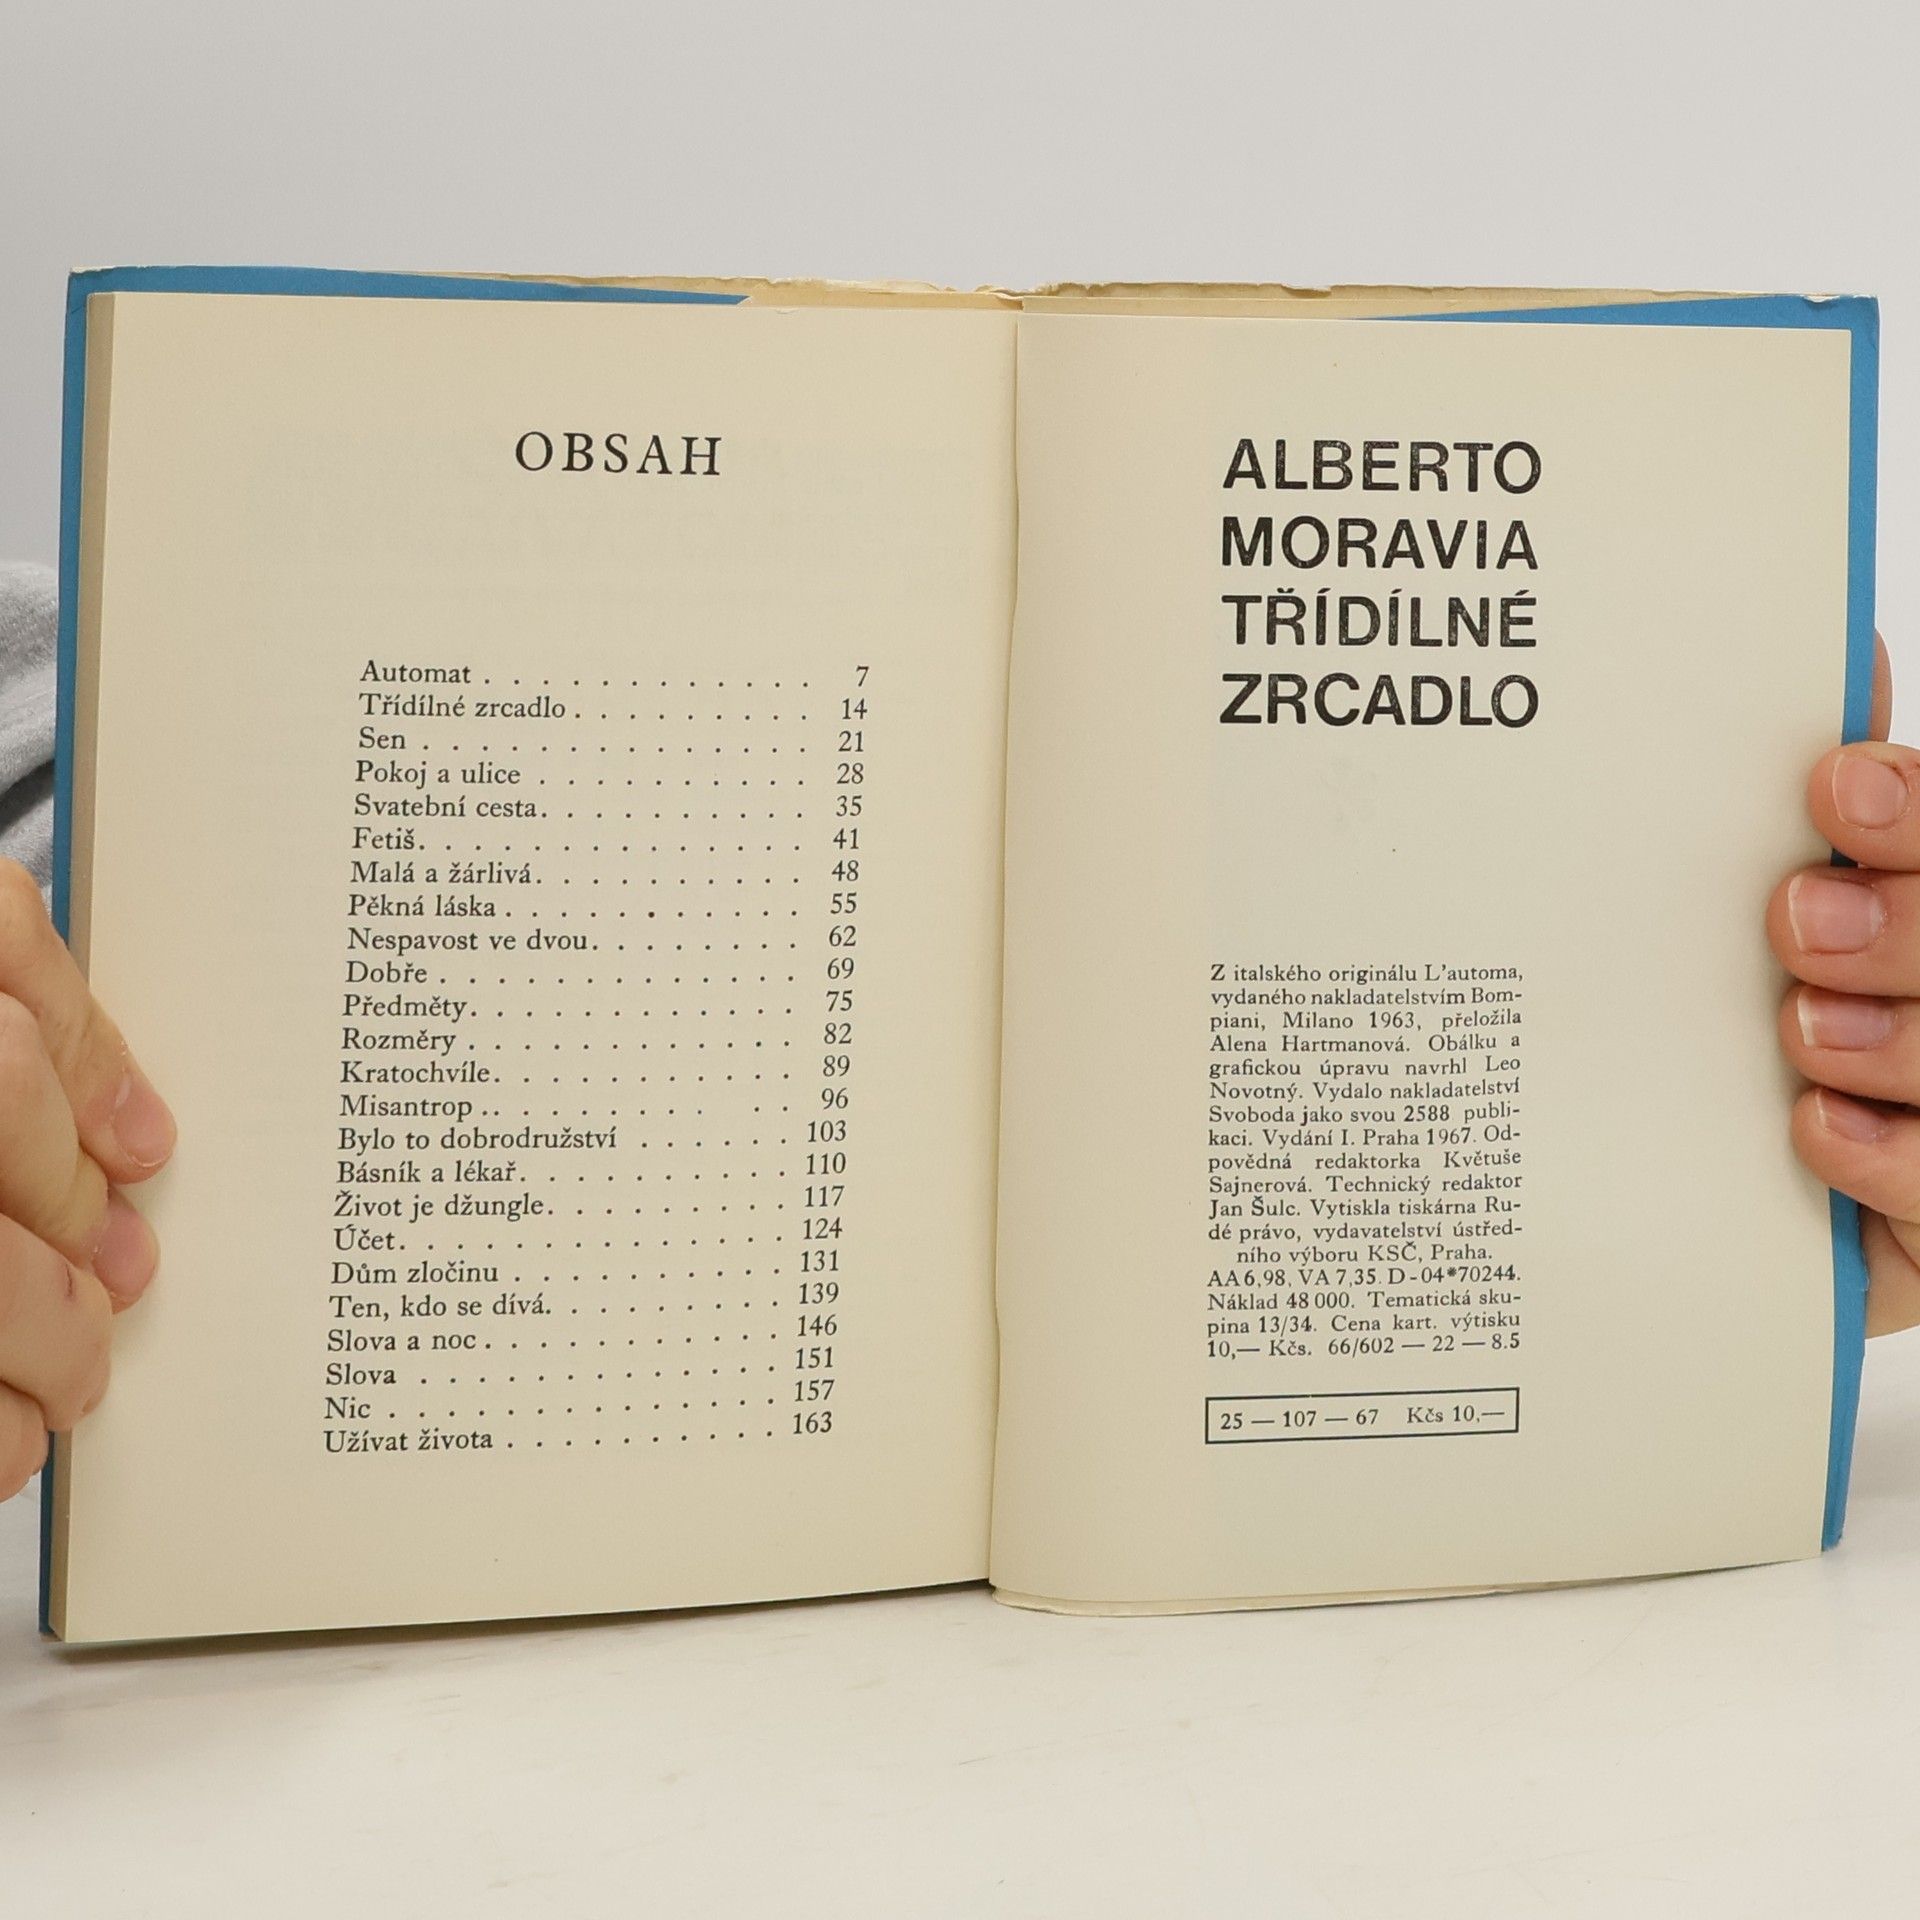 OBSAH
Automat . . . . . . . . . . . . 7
Třídílné zrcadlo . . . . . . . . . 14
Sen . . . . . . . . . . . . . . 21
Pokoj a ulice . . . . . . . . . . 28
Svatební cesta. . . . . . . . . . 35
Fetiš. . . . . . . . . . . . . . 41
Malá a žárlivá. . . . . . . . . . 48
Pěkná láska . . . . . . . . . . . 55
Nespavost ve dvou. . . . . . . . 62
Dobře . . . . . . . . . . . . . 69
Předměty. . . . . . . . . . . . 75
Rozměry . . . . . . . . . . . . 82
Kratochvíle. . . . . . . . . . . 89
Misantrop .. . . . . . . . . . 96
Bylo to dobrodružství . . . . . . 103
Básník a lékař. . . . . . . . . . 110
Život je džungle. . . . . . . . . 117
Účet. . . . . . . . . . . . . . 124
Dům zločinu . . . . . . . . . . 131
Ten, kdo se dívá. . . . . . . . . 139
Slova a noc . . . . . . . . . . . 146
Slova . . . . . . . . . . . . . 151
Nic . . . . . . . . . . . . . . 157
Užívat života . . . . . . . . . . 163
ALBERTO
MORAVIA
TŘÍDÍLNÉ
ZRCADLO
Z italského originálu L'automa,
vydaného nakladatelstvím Bom-
piani, Milano 1963, přeložila
Alena Hartmanová. Obálku a
grafickou úpravu navrhl Leo
Novotný. Vydalo nakladatelství
Svoboda jako svou 2588 publi-
kaci. Vydání I. Praha 1967. Od-
povědná redaktorka Květuše
Sajnerová. Technický redaktor
Jan Šulc. Vytiskla tiskárna Ru-
dé právo, vydavatelství ústřed-
ního výboru KSČ, Praha.
AA 6,98, VA 7,35. D-04*70244.
Náklad 48 000. Tematická sku-
pina 13/34. Cena kart. výtisku
10,— Kčs. 66/602 — 22 — 8.5
25 — 107 — 67 Kčs 10,—